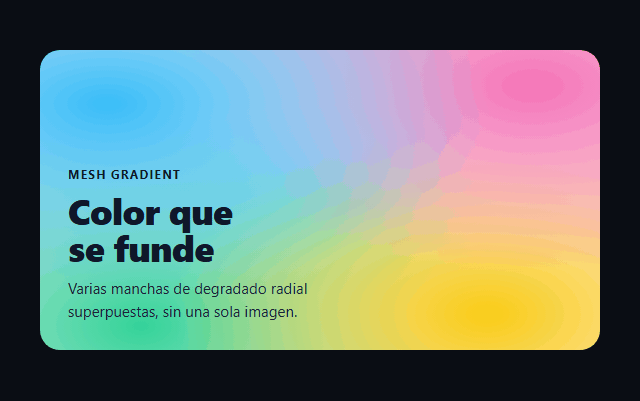 MESH GRADIENT
Color que
se funde
Varias manchas de degradado radial
superpuestas, sin una sola imagen.